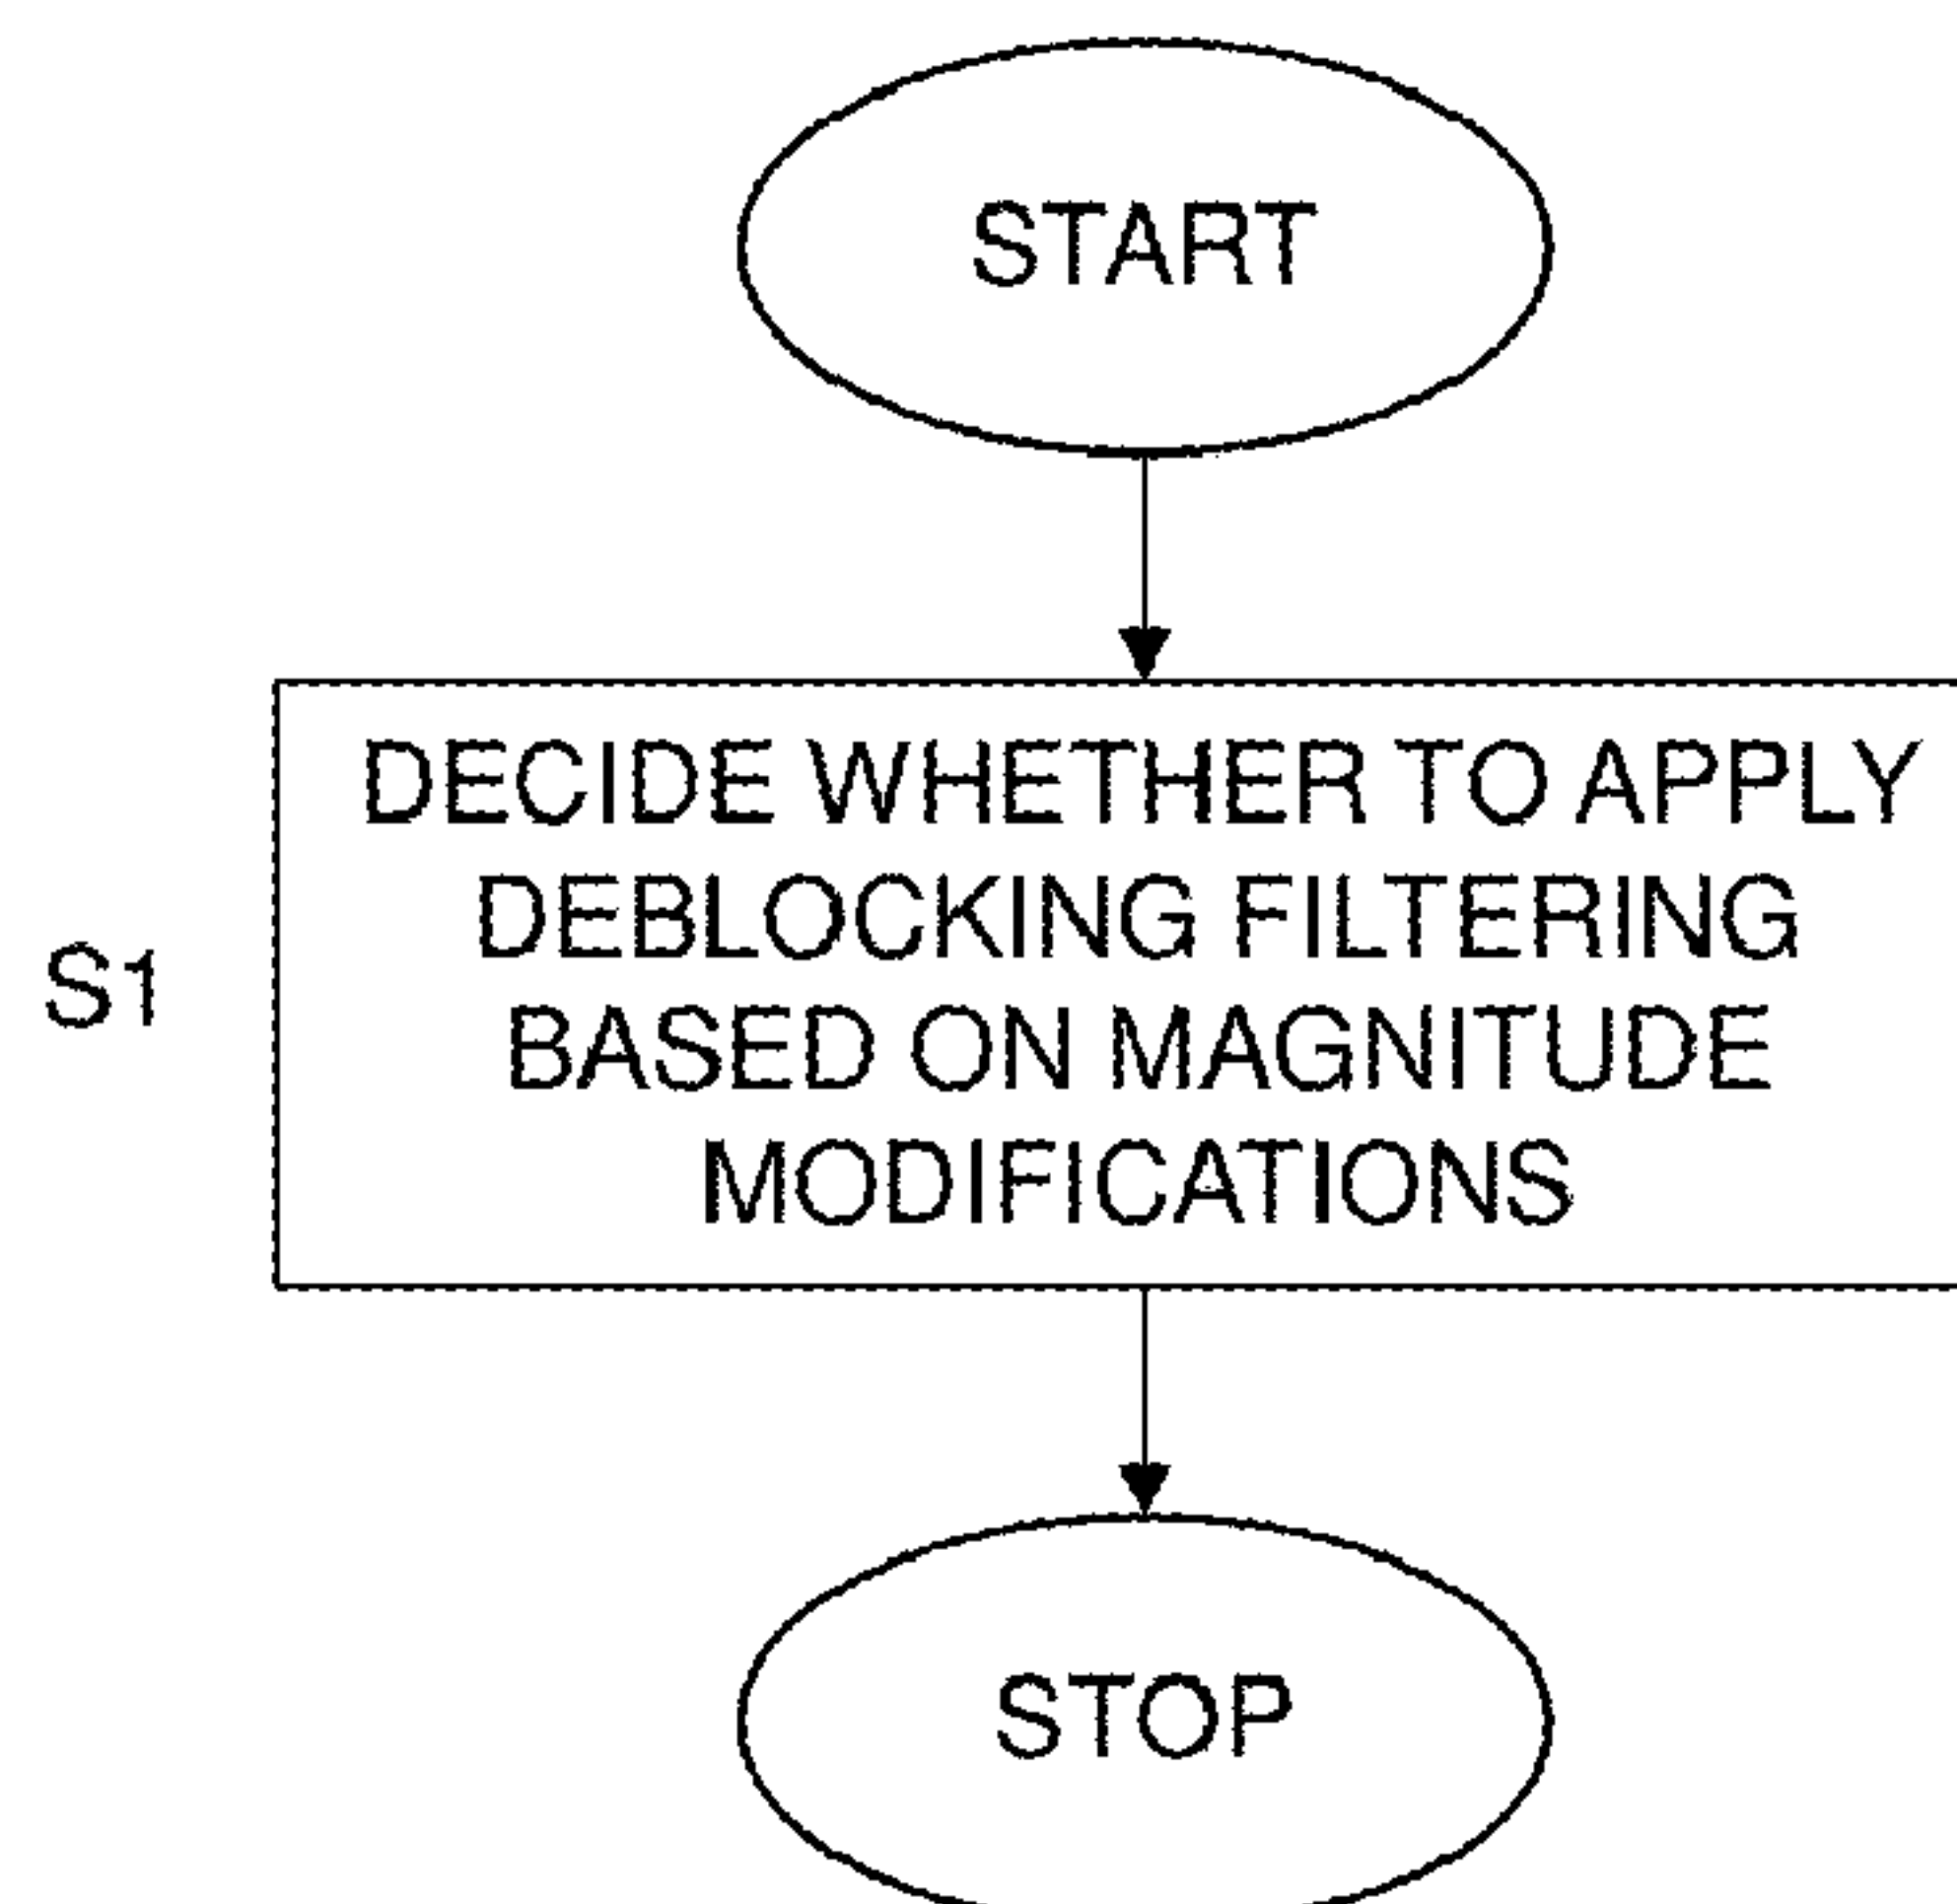 START
S1
DECIDE WHETHER TO APPLY
DEBLOCKING FILTERING
BASED ON MAGNITUDE
MODIFICATIONS
STOP